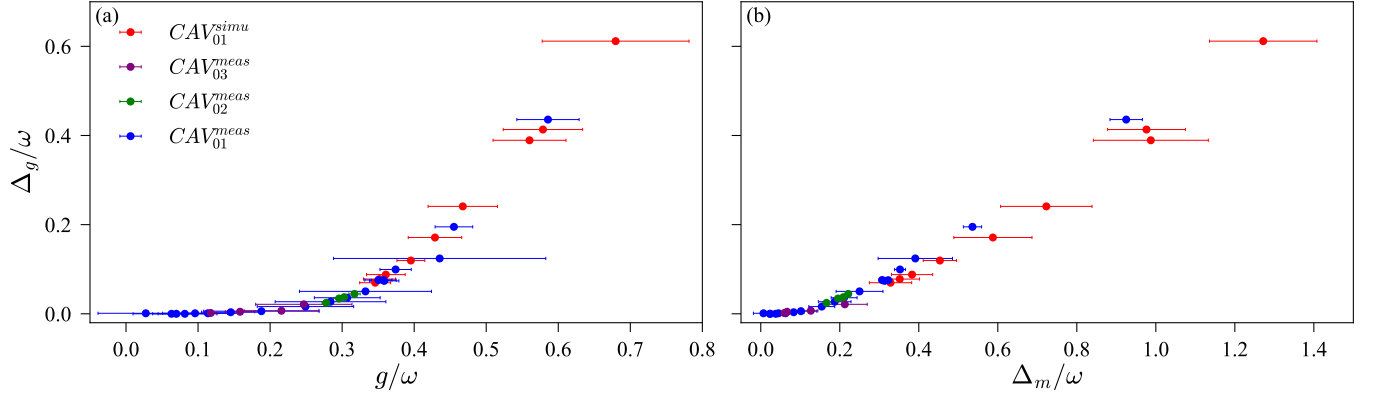 (a)
CAV_{01}^{simu}
CAV_{03}^{meas}
CAV_{02}^{meas}
CAV_{01}^{meas}
Δ_g/ω
0.6
0.4
0.2
0.0
0.0 0.1 0.2 0.3 0.4 0.5 0.6 0.7 0.8
g/ω
(b)
0.0 0.2 0.4 0.6 0.8 1.0 1.2 1.4
Δ_m/ω